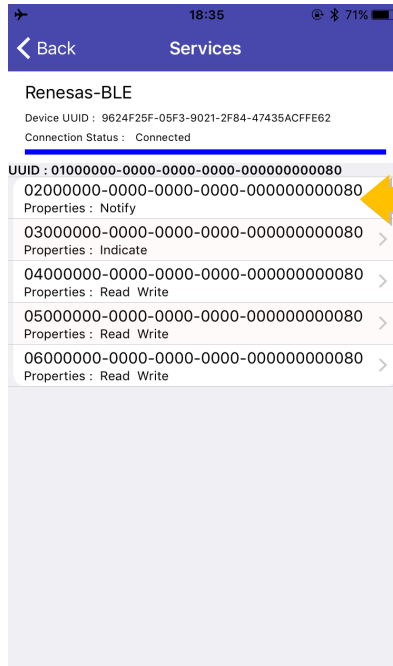 18:35
71%
Back
Services
Renesas-BLE
Device UUID : 9624F25F-05F3-9021-2F84-47435ACFFE62
Connection Status : Connected
UUID : 01000000-0000-0000-0000-000000000080
02000000-0000-0000-0000-000000000080
Properties : Notify
03000000-0000-0000-0000-000000000080
Properties : Indicate
04000000-0000-0000-0000-000000000080
Properties : Read Write
05000000-0000-0000-0000-000000000080
Properties : Read Write
06000000-0000-0000-0000-000000000080
Properties : Read Write